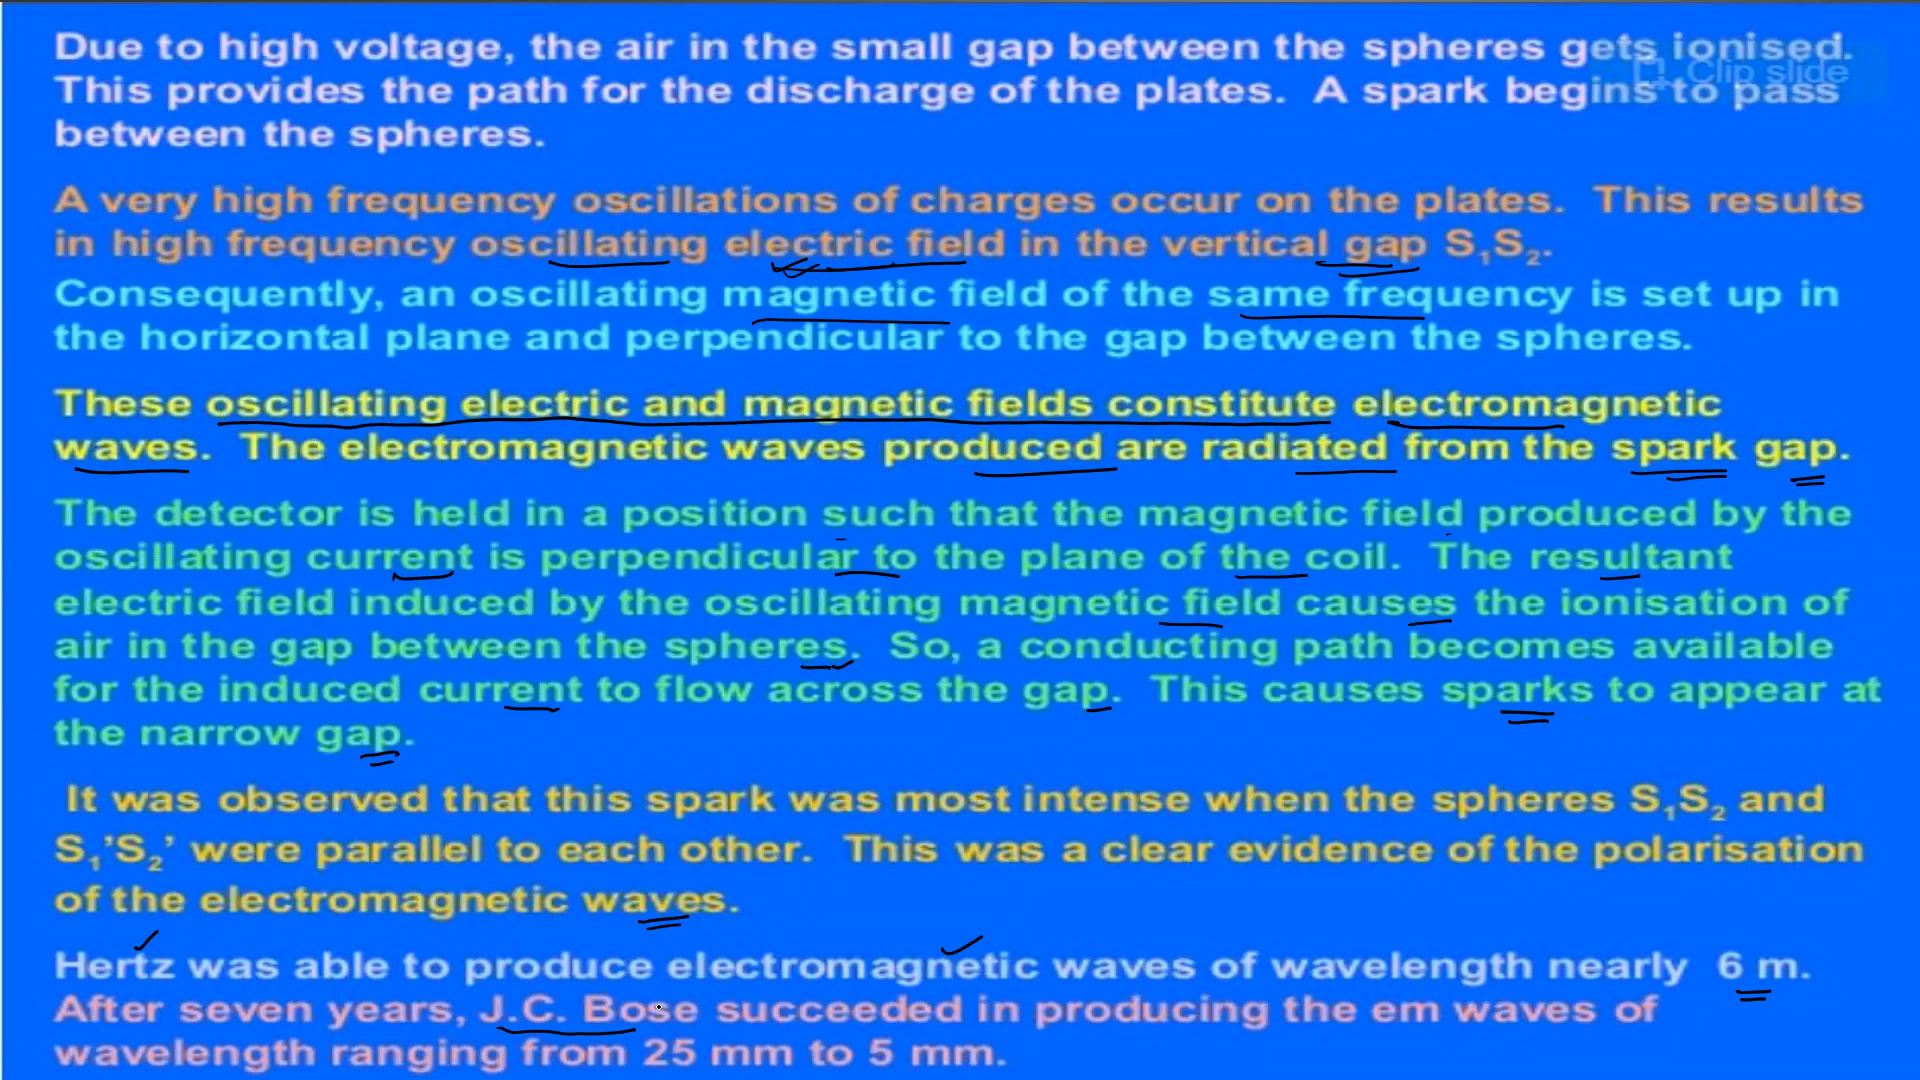 Due to high voltage, the air in the small gap between the spheres gets ionised.
Clip slide
This provides the path for the discharge of the plates. A spark begins to pass
between the spheres.
A very high frequency oscillations of charges occur on the plates. This results
in high frequency oscillating electric field in the vertical gap S₁S₂.
Consequently, an oscillating magnetic field of the same frequency is set up in
the horizontal plane and perpendicular to the gap between the spheres.
These oscillating electric and magnetic fields constitute electromagnetic
waves. The electromagnetic waves produced are radiated from the spark gap.
The detector is held in a position such that the magnetic field produced by the
oscillating current is perpendicular to the plane of the coil. The resultant
electric field induced by the oscillating magnetic field causes the ionisation of
air in the gap between the spheres. So, a conducting path becomes available
for the induced current to flow across the gap. This causes sparks to appear at
the narrow gap.
It was observed that this spark was most intense when the spheres S₁S₂ and
S₁’S₂’ were parallel to each other. This was a clear evidence of the polarisation
of the electromagnetic waves.
Hertz was able to produce electromagnetic waves of wavelength nearly 6 m.
After seven years, J.C. Bose succeeded in producing the em waves of
wavelength ranging from 25 mm to 5 mm.